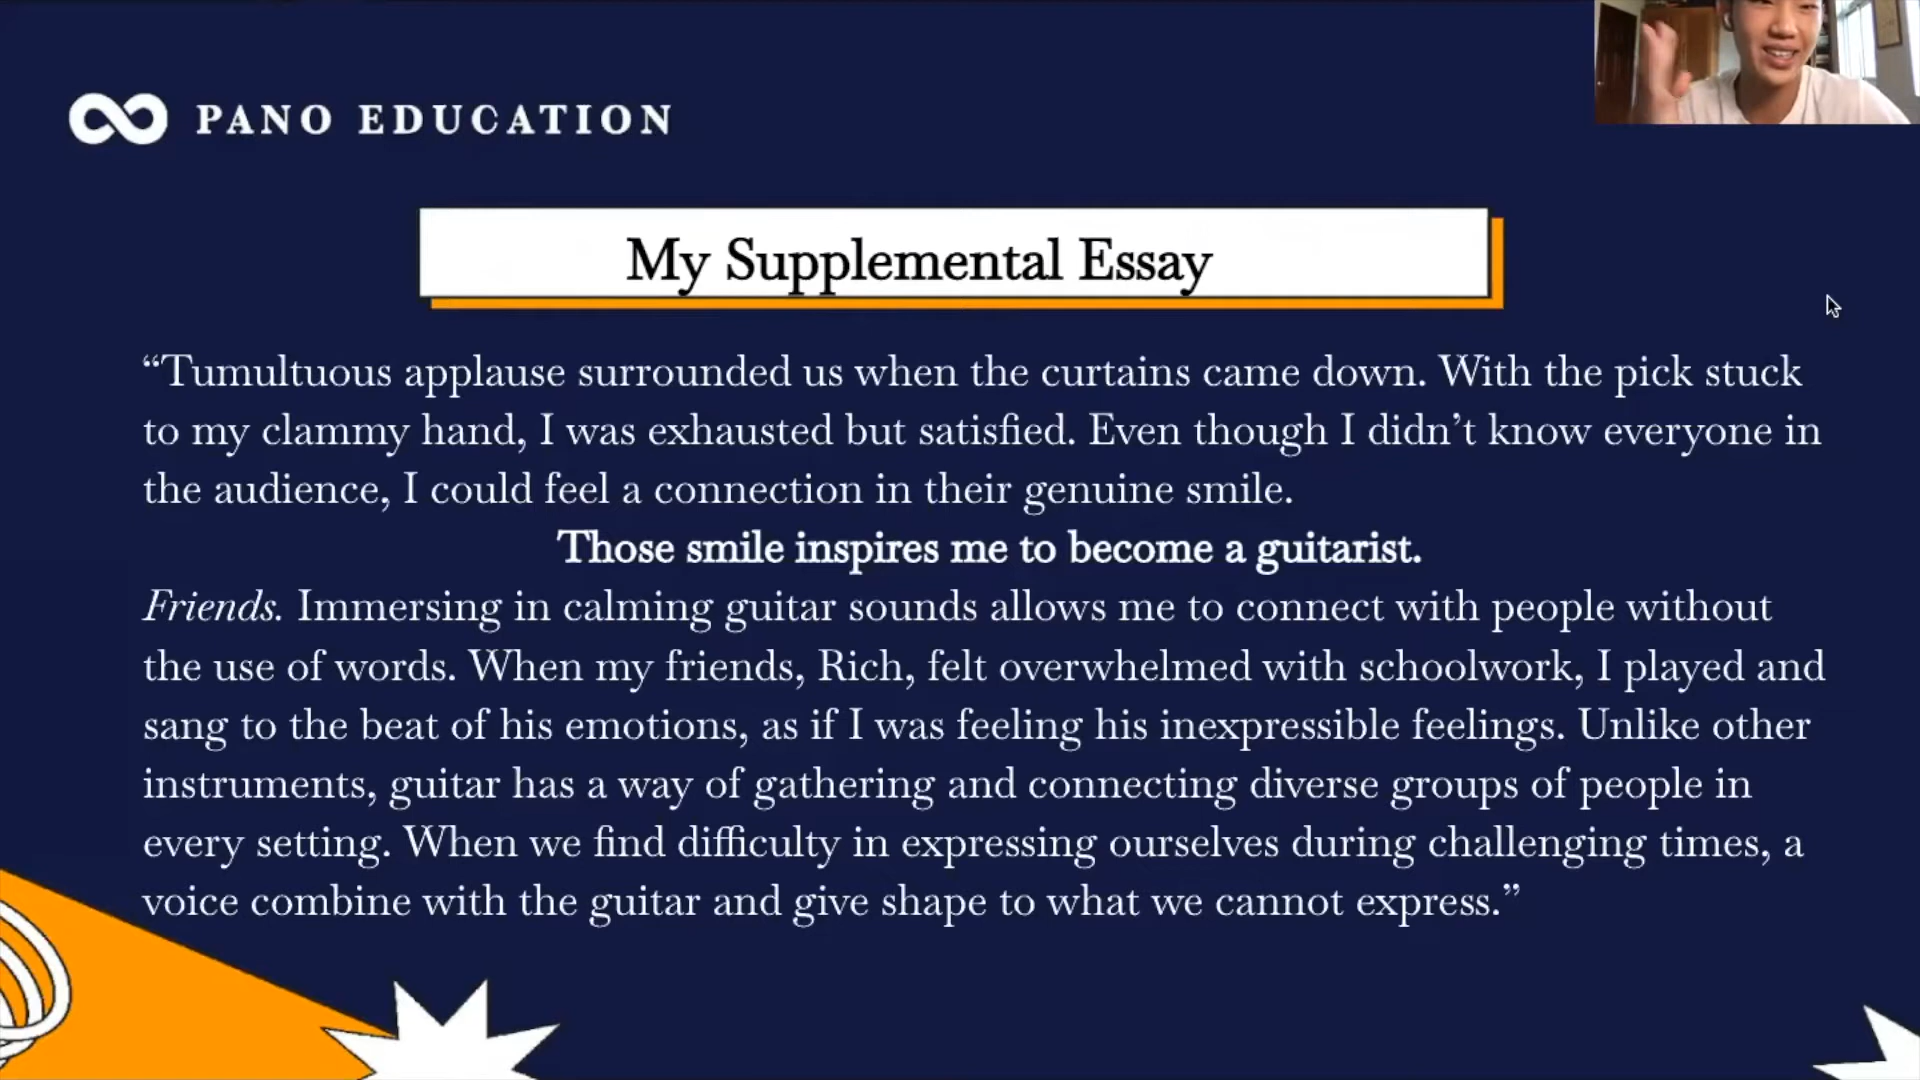 PANO EDUCATION
My Supplemental Essay
“Tumultuous applause surrounded us when the curtains came down. With the pick stuck
to my clammy hand, I was exhausted but satisfied. Even though I didn’t know everyone in
the audience, I could feel a connection in their genuine smile.
Those smile inspires me to become a guitarist.
Friends. Immersing in calming guitar sounds allows me to connect with people without
the use of words. When my friends, Rich, felt overwhelmed with schoolwork, I played and
sang to the beat of his emotions, as if I was feeling his inexpressible feelings. Unlike other
instruments, guitar has a way of gathering and connecting diverse groups of people in
every setting. When we find difficulty in expressing ourselves during challenging times, a
voice combine with the guitar and give shape to what we cannot express.”